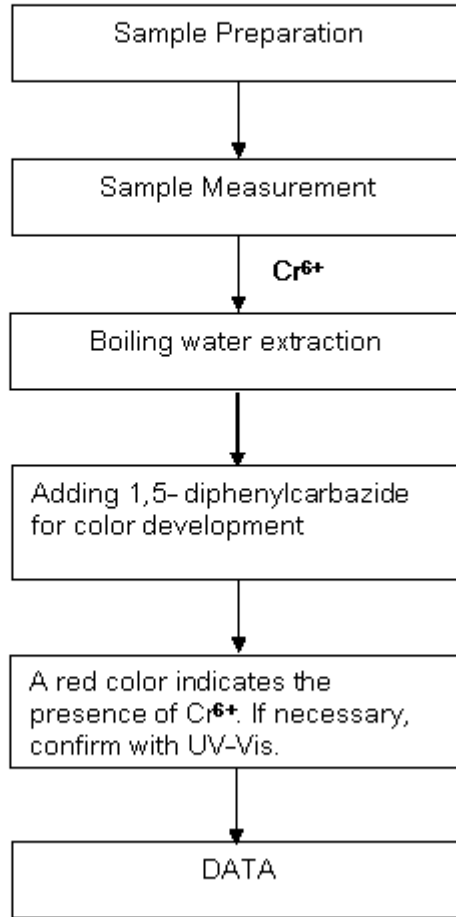 Sample Preparation
Sample Measurement
Cr⁶⁺
Boiling water extraction
Adding 1,5- diphenylcarbazide
for color development
A red color indicates the
presence of Cr⁶⁺. If necessary,
confirm with UV-Vis.
DATA